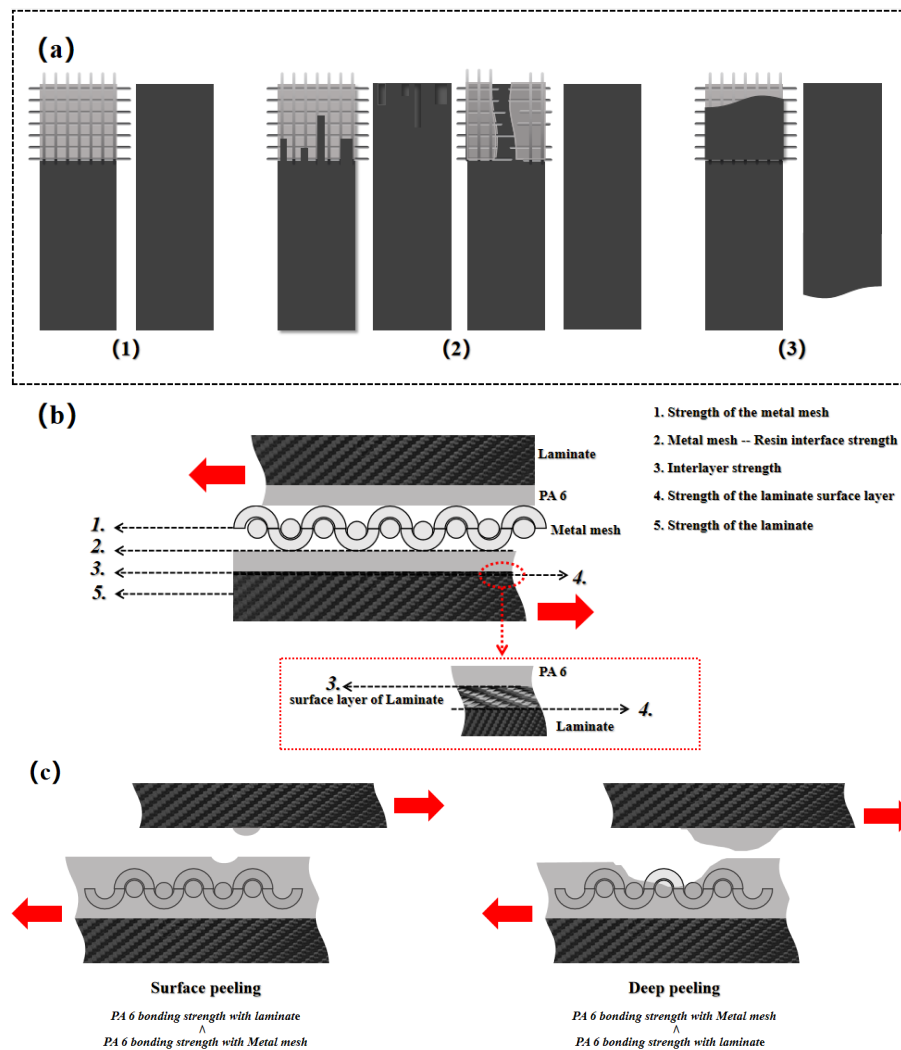 (a)
(1)
(2)
(3)
(b)
1. Strength of the metal mesh
2. Metal mesh -- Resin interface strength
3. Interlayer strength
4. Strength of the laminate surface layer
5. Strength of the laminate
Laminate
PA 6
Metal mesh
1.
2.
3.
4.
5.
PA 6
3.
surface layer of Laminate
4.
Laminate
(c)
Surface peeling
PA 6 bonding strength with laminate
^
PA 6 bonding strength with Metal mesh
Deep peeling
PA 6 bonding strength with Metal mesh
^
PA 6 bonding strength with laminate